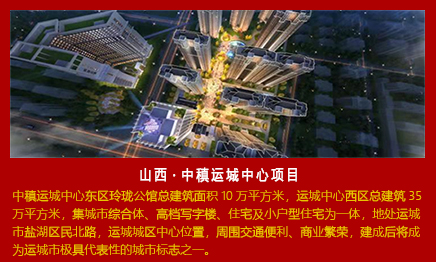 山西·中稹运城中心项目
中稹运城中心东区玲珑公馆总建筑面积 10 万平方米，运城中心西区总建筑 35
万平方米，集城市综合体、高档写字楼、住宅及小户型住宅为一体，地处运城
市盐湖区民北路，运城城区中心位置，周围交通便利、商业繁荣，建成后将成
为运城市极具代表性的城市标志之一。